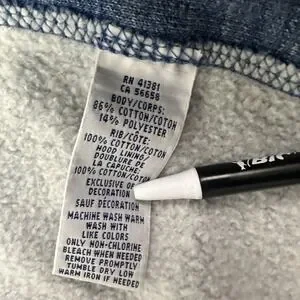 RN 41381
CA 56658
BODY/CORPS:
86% COTTON/COTON
14% POLYESTER
RIB/CÔTE:
100% COTTON/COTON
HOOD LINING/
DOUBLURE DE
LA CAPUCHE:
100% COTTON/COTON
EXCLUSIVE OF
DECORATION
SAUF DÉCORATION
MACHINE WASH WARM
WASH WITH
LIKE COLORS
ONLY NON-CHLORINE
BLEACH WHEN NEEDED
REMOVE PROMPTLY
TUMBLE DRY LOW
WARM IRON IF NEEDED